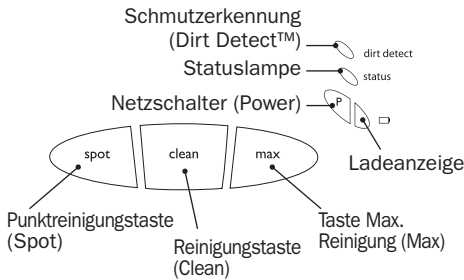 Schmutzerkennung
(Dirt Detect™)
dirt detect
Statuslampe
status
Netzschalter (Power)
P
Ladeanzeige
spot
clean
max
Punktreinigungstaste
(Spot)
Reinigungstaste
(Clean)
Taste Max.
Reinigung (Max)